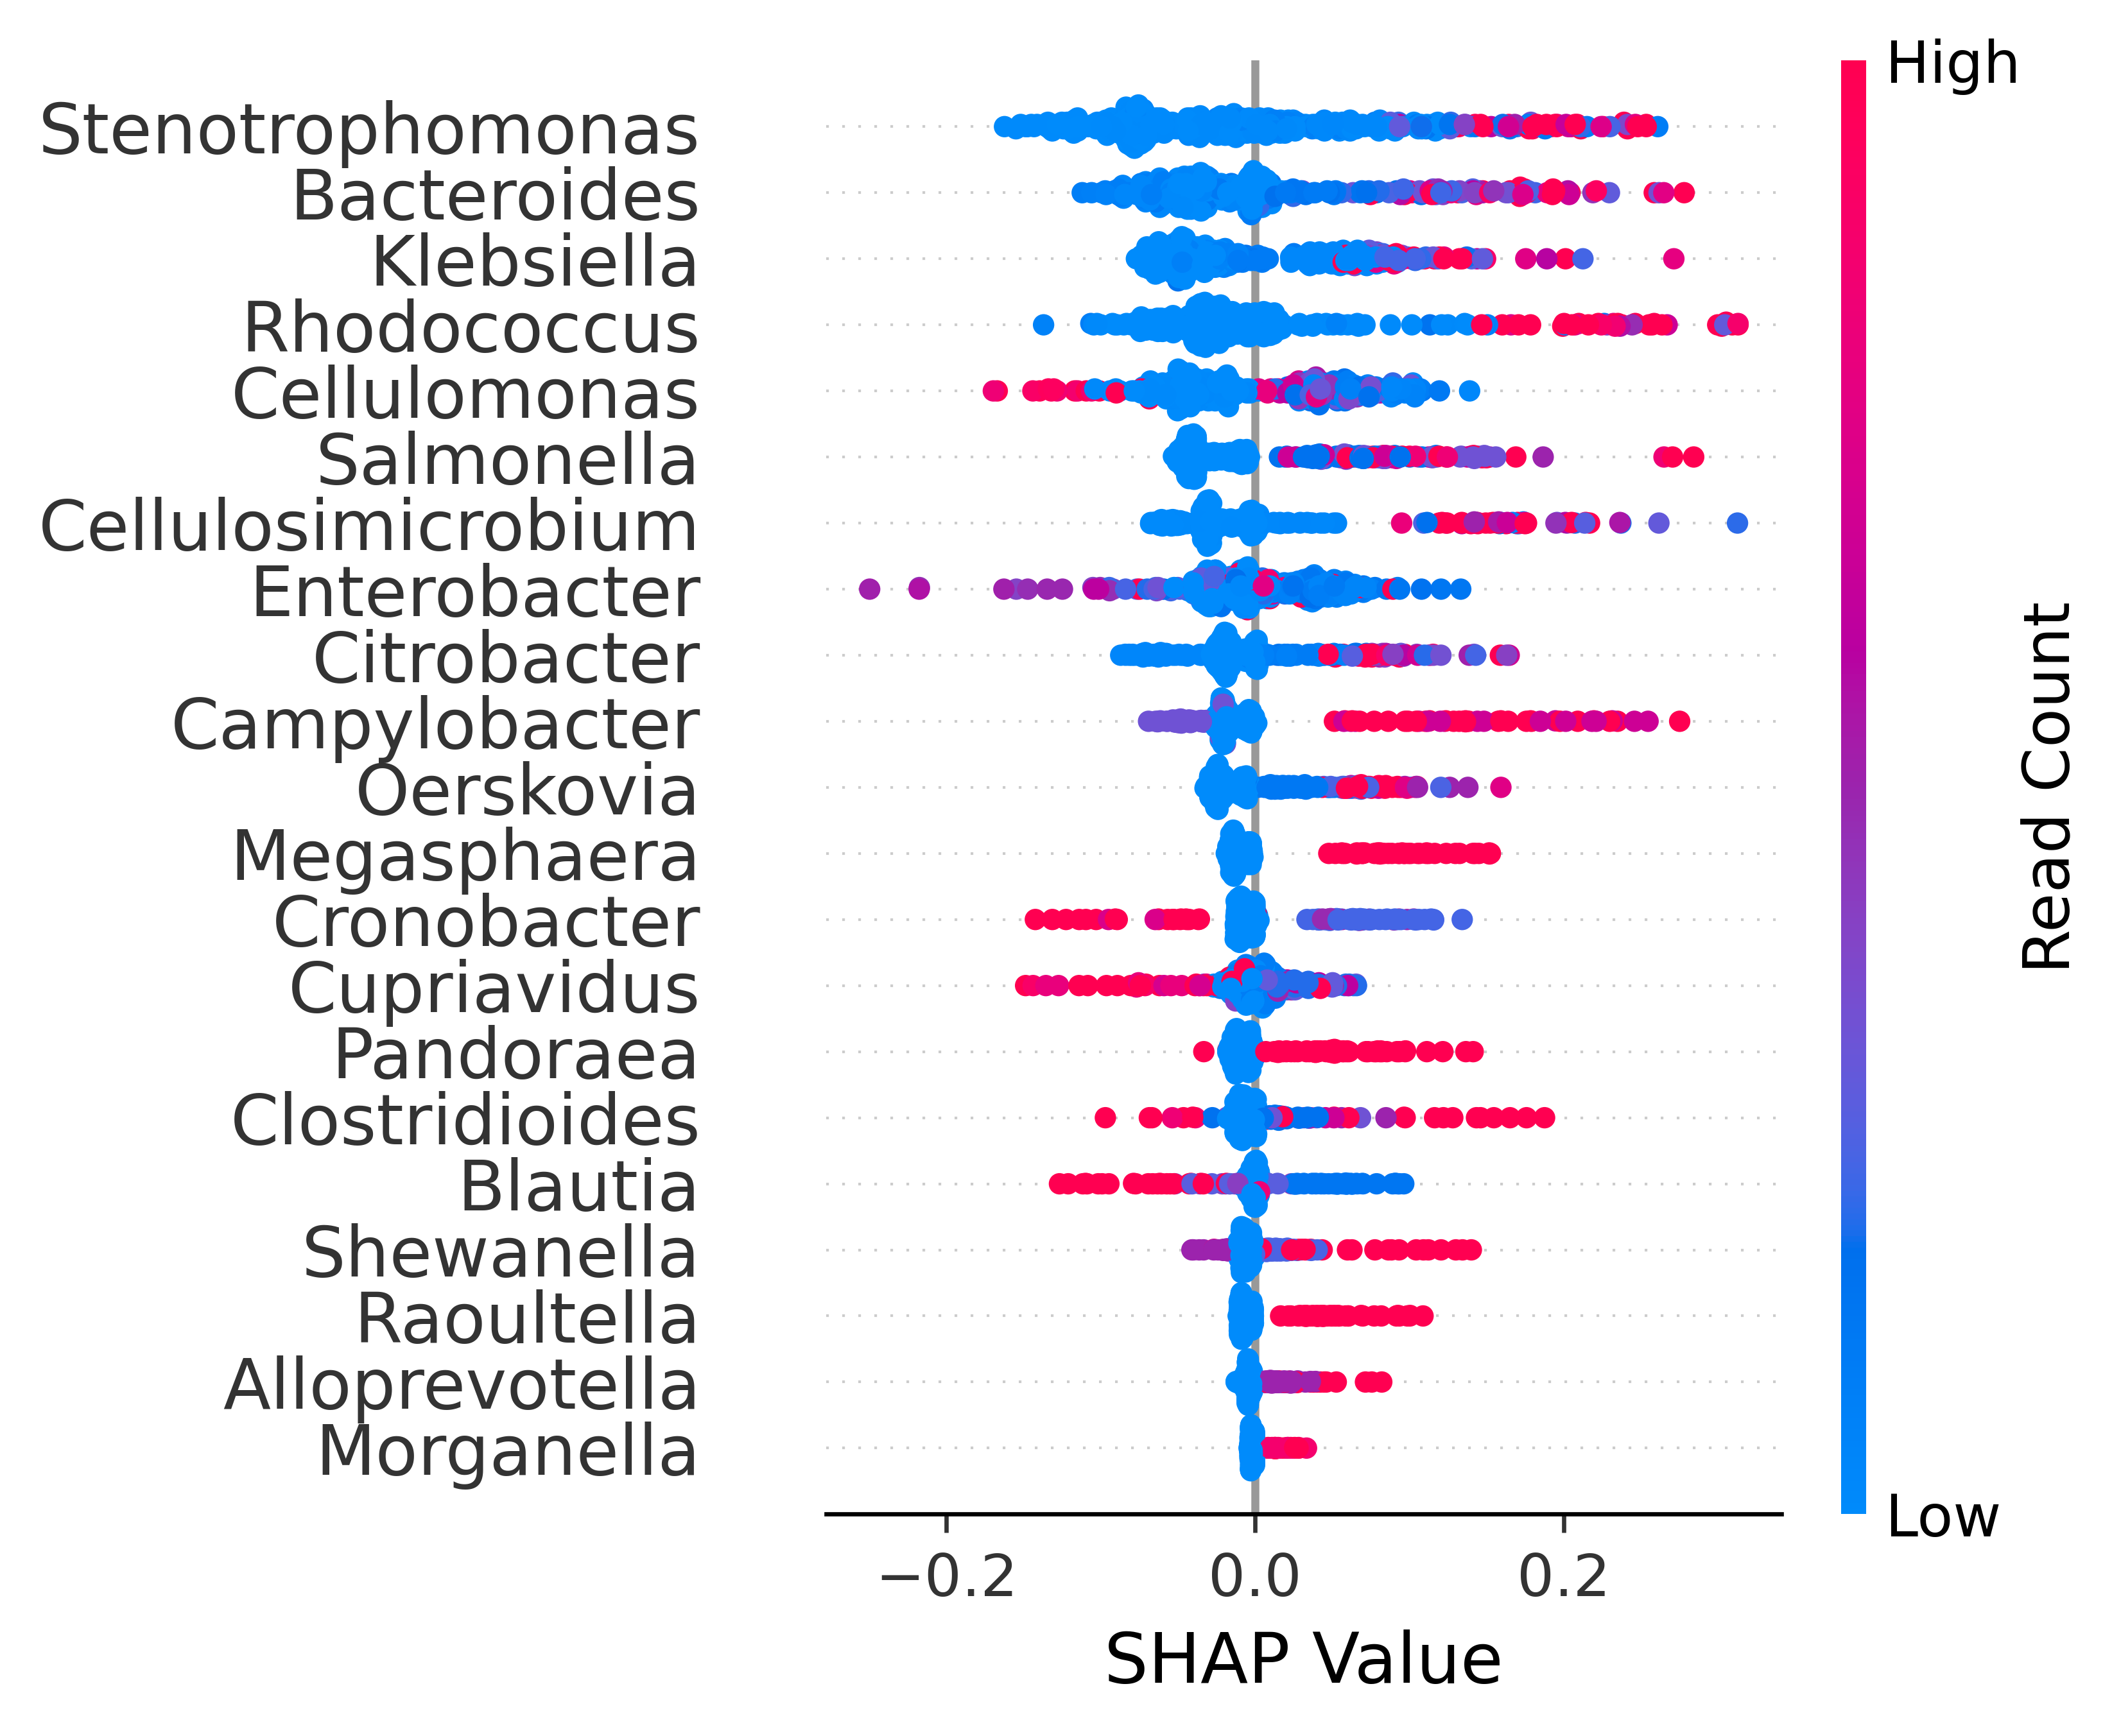 High
Stenotrophomonas
Bacteroides
Klebsiella
Rhodococcus
Cellulomonas
Salmonella
Cellulosimicrobium
Enterobacter
Citrobacter
Campylobacter
Oerskovia
Megasphaera
Cronobacter
Cupriavidus
Pandoraea
Clostridioides
Blautia
Shewanella
Raoultella
Alloprevotella
Morganella
Read Count
Low
−0.2 0.0 0.2
SHAP Value